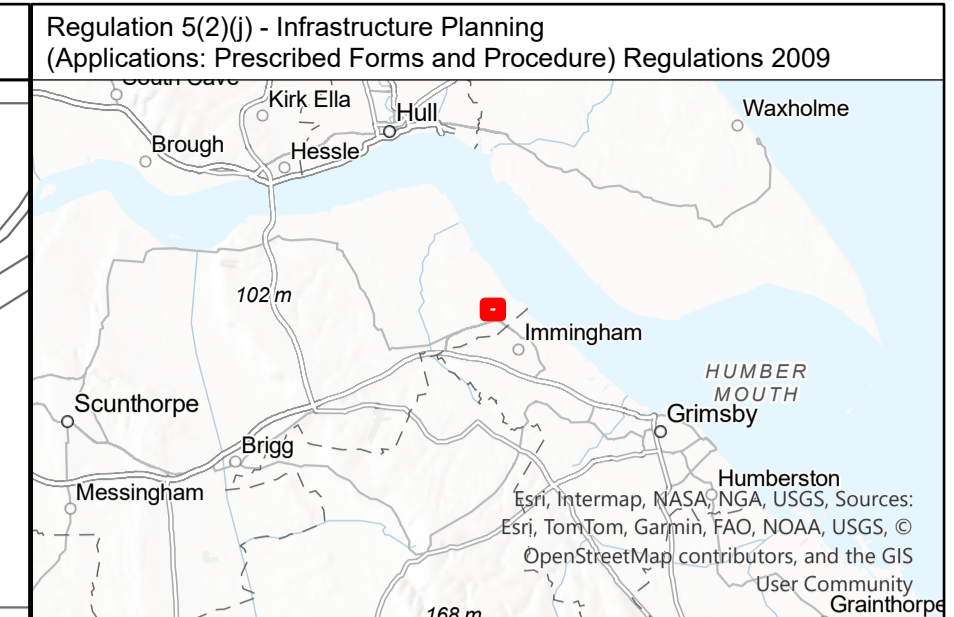 Regulation 5(2)(j) - Infrastructure Planning
(Applications: Prescribed Forms and Procedure) Regulations 2009
South Cave
Kirk Ella
Hull
Waxholme
Brough
Hessle
102 m
-
Immingham
HUMBER
MOUTH
Scunthorpe
Grimsby
Brigg
Humberston
Messingham
Esri, Intermap, NASA, NGA, USGS, Sources:
Esri, TomTom, Garmin, FAO, NOAA, USGS, ©
OpenStreetMap contributors, and the GIS
User Community
Grainthorpe
168 m